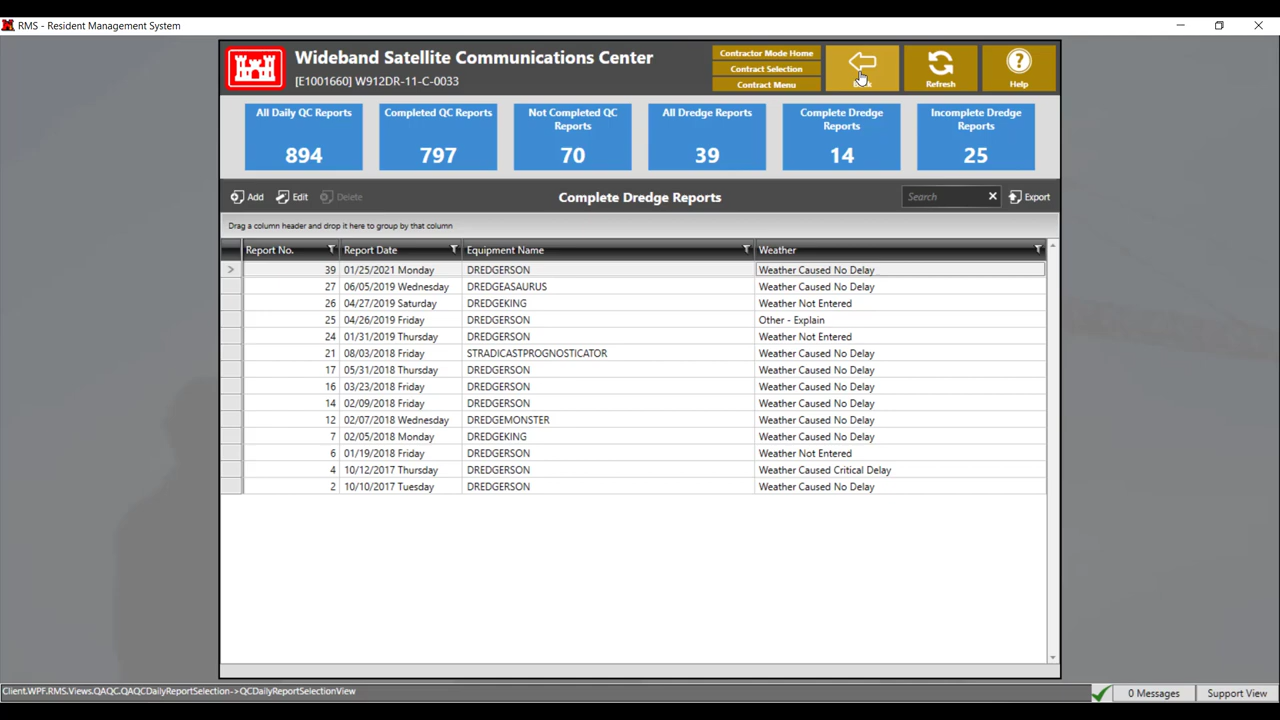 RMS - Resident Management System
Wideband Satellite Communications Center
[E1001660] W912DR-11-C-0033
Contractor Mode Home
Contract Selection
Contract Menu
Refresh
Help
All Daily QC Reports
894
Completed QC Reports
797
Not Completed QC
Reports
70
All Dredge Reports
39
Complete Dredge
Reports
14
Incomplete Dredge
Reports
25
Add Edit Delete
Complete Dredge Reports
Search
Export
Drag a column header and drop it here to group by that column
Report No. Report Date Equipment Name Weather
39 01/25/2021 Monday DREDGERSON Weather Caused No Delay
27 06/05/2019 Wednesday DREDGEASAURUS Weather Caused No Delay
26 04/27/2019 Saturday DREDGEKING Weather Not Entered
25 04/26/2019 Friday DREDGERSON Other - Explain
24 01/31/2019 Thursday DREDGERSON Weather Not Entered
21 08/03/2018 Friday STRADICASTPROGNOSTICATOR Weather Caused No Delay
17 05/31/2018 Thursday DREDGERSON Weather Caused No Delay
16 03/23/2018 Friday DREDGERSON Weather Caused No Delay
14 02/09/2018 Friday DREDGERSON Weather Caused No Delay
12 02/07/2018 Wednesday DREDGEMONSTER Weather Caused No Delay
7 02/05/2018 Monday DREDGEKING Weather Caused No Delay
6 01/19/2018 Friday DREDGERSON Weather Not Entered
4 10/12/2017 Thursday DREDGERSON Weather Caused Critical Delay
2 10/10/2017 Tuesday DREDGERSON Weather Caused No Delay
Client.WPF.RMS.Views.QAQC.QAQCDailyReportSelection->QCDailyReportSelectionView
0 Messages
Support View